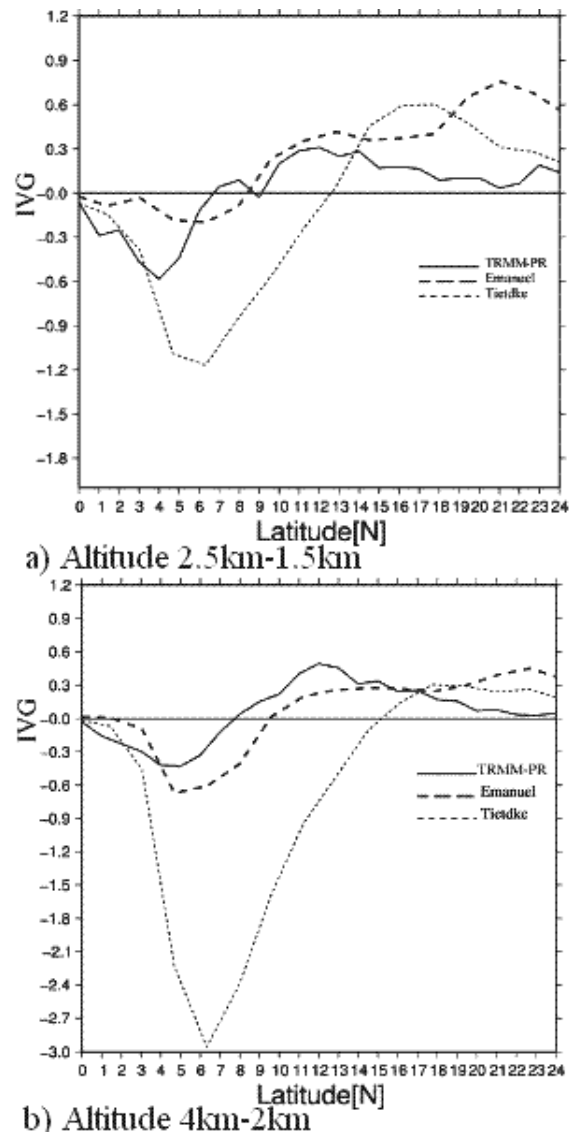 1.2
0.9
0.6
0.3
-0.0
-0.3
-0.6
-0.9
-1.2
-1.5
-1.8
IVG
TRMM-PR
Emanuel
Tietdke
0 1 2 3 4 5 6 7 8 9 10 11 12 13 14 15 16 17 18 19 20 21 22 23 24
Latitude[N]
a) Altitude 2.5km-1.5km
1.2
0.9
0.6
0.3
-0.0
-0.3
-0.6
-0.9
-1.2
-1.5
-1.8
-2.1
-2.4
-2.7
-3.0
IVG
TRMM-PR
Emanuel
Tietdke
0 1 2 3 4 5 6 7 8 9 10 11 12 13 14 15 16 17 18 19 20 21 22 23 24
Latitude[N]
b) Altitude 4km-2km